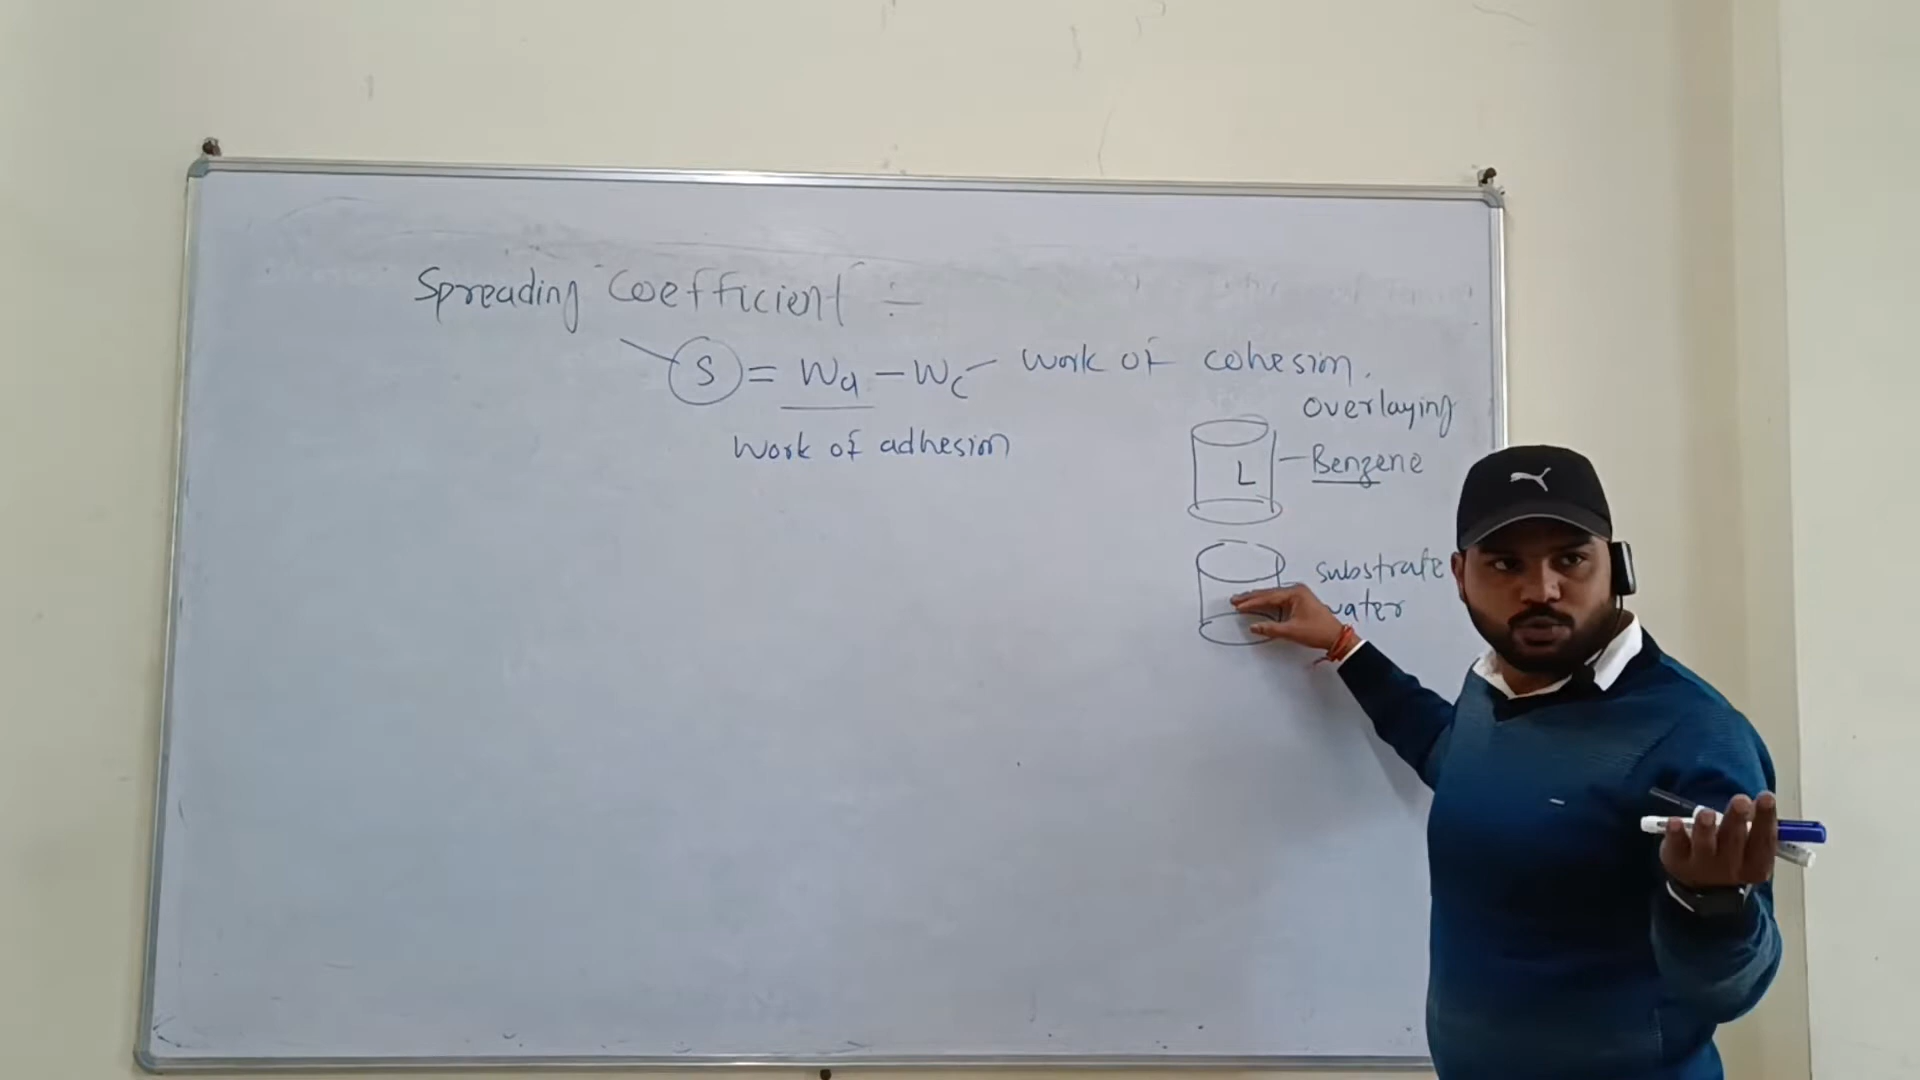 Spreading Coefficient :-
S = Wa - Wc - Work of cohesion.
Work of adhesion
overlaying
L - Benzene
substrate
water